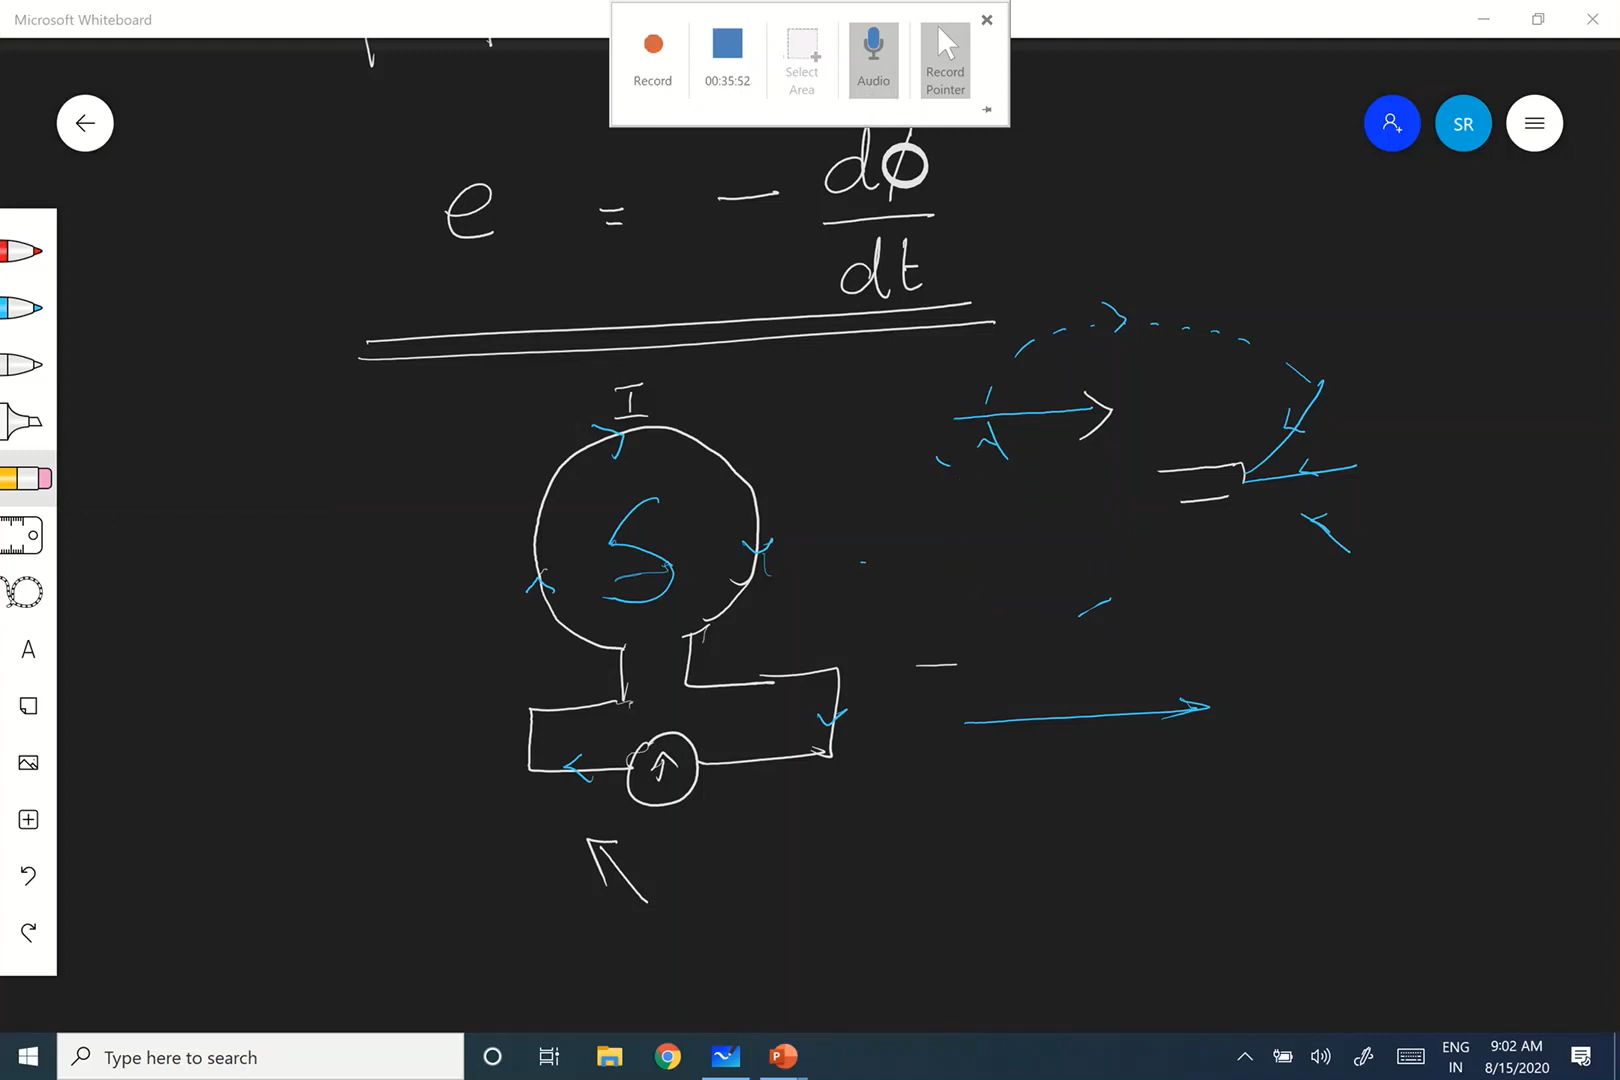 Microsoft Whiteboard
Record
00:35:52
Select
Area
Audio
Record
Pointer
SR
e = - dϕ
dt
I
S
A
Type here to search
ENG
IN
9:02 AM
8/15/2020